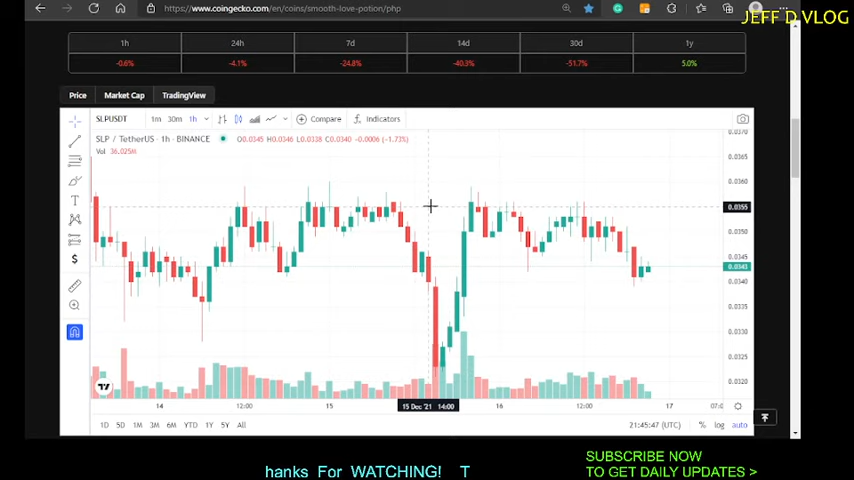 https://www.coingecko.com/en/coins/smooth-love-potion/php
JEFF D VLOG
1h 24h 7d 14d 30d 1y
-0.6% -4.1% -24.8% -40.3% -51.7% 5.0%
Price Market Cap TradingView
SLPUSDT 1m 30m 1h Compare Indicators
SLP / TetherUS · 1h · BINANCE O0.0345 H0.0346 L0.0338 C0.0340 -0.0006 (-1.73%)
Vol 36.025M
0.0370
0.0365
0.0360
0.0355
0.0350
0.0345
0.0343
0.0340
0.0335
0.0330
0.0325
0.0320
14 12:00 15 15 Dec '21 14:00 16 12:00 17 07:0
1D 5D 1M 3M 6M YTD 1Y 5Y All 21:45:47 (UTC) % log auto
hanks For WATCHING! T
SUBSCRIBE NOW
TO GET DAILY UPDATES >